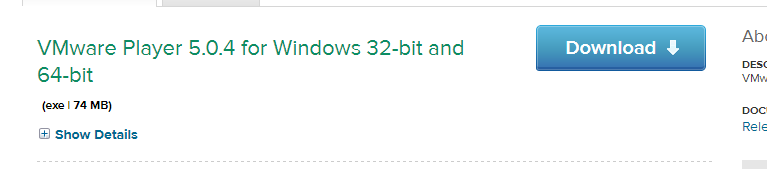 VMware Player 5.0.4 for Windows 32-bit and
64-bit
(exe | 74 MB)
Show Details
Download